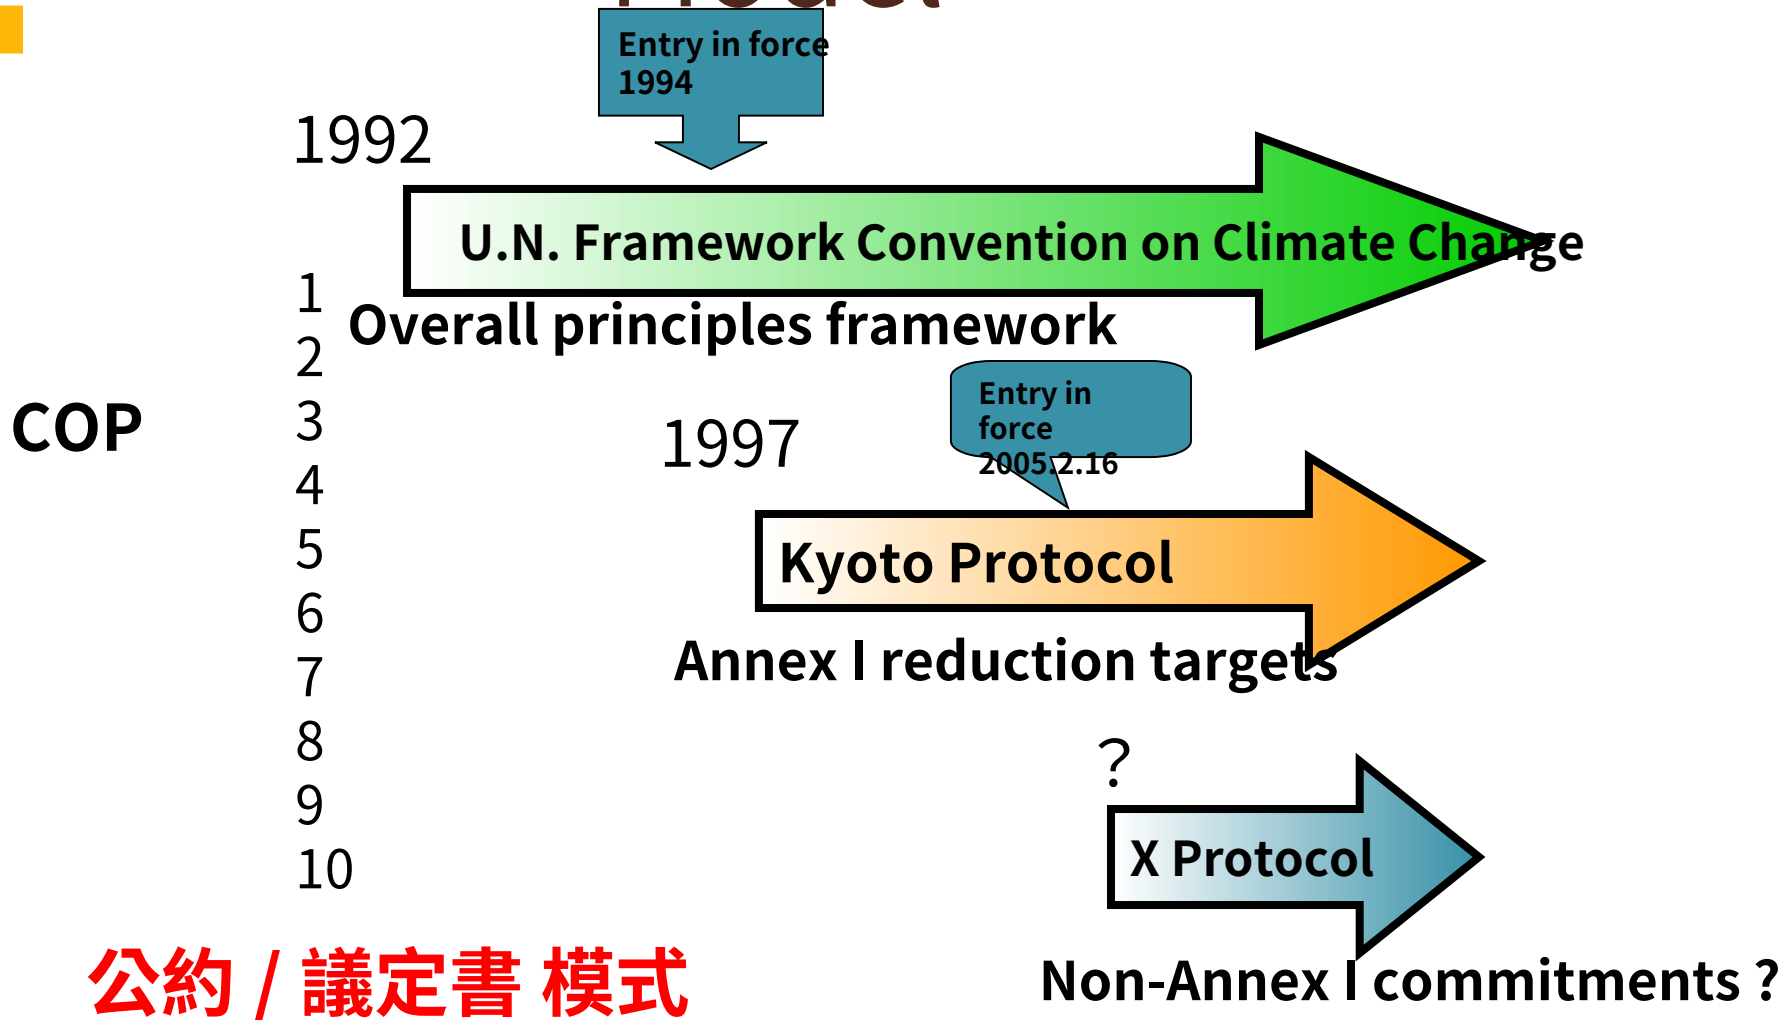 Entry in force
1994
1992
U.N. Framework Convention on Climate Change
Overall principles framework
COP
1
2
3
4
5
6
7
8
9
10
1997
Entry in
force
2005.2.16
Kyoto Protocol
Annex I reduction targets
?
X Protocol
Non-Annex I commitments ?
公約 / 議定書 模式